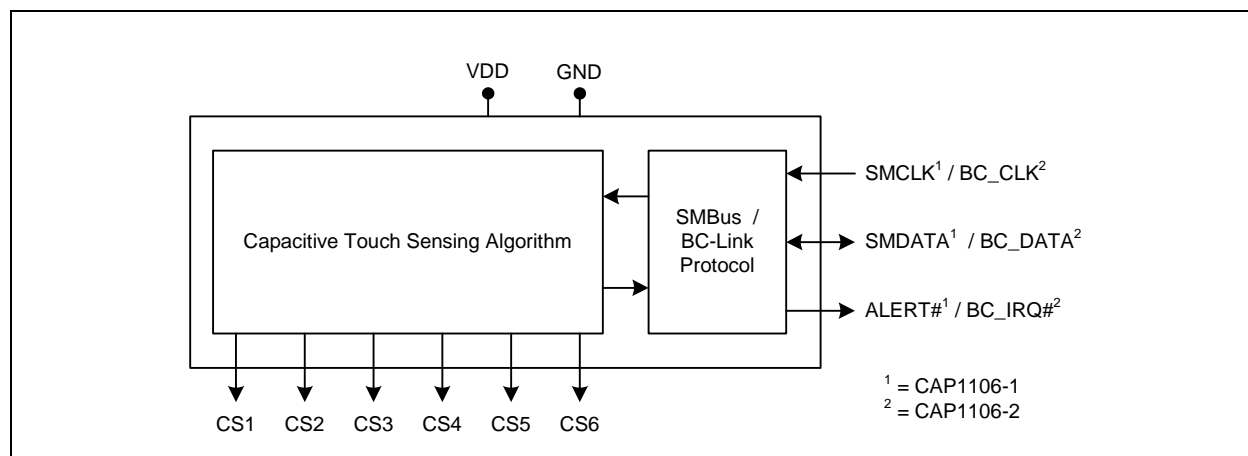 VDD GND
Capacitive Touch Sensing Algorithm
SMBus /
BC-Link
Protocol
SMCLK¹ / BC_CLK²
SMDATA¹ / BC_DATA²
ALERT#¹ / BC_IRQ#²
CS1 CS2 CS3 CS4 CS5 CS6
¹ = CAP1106-1
² = CAP1106-2